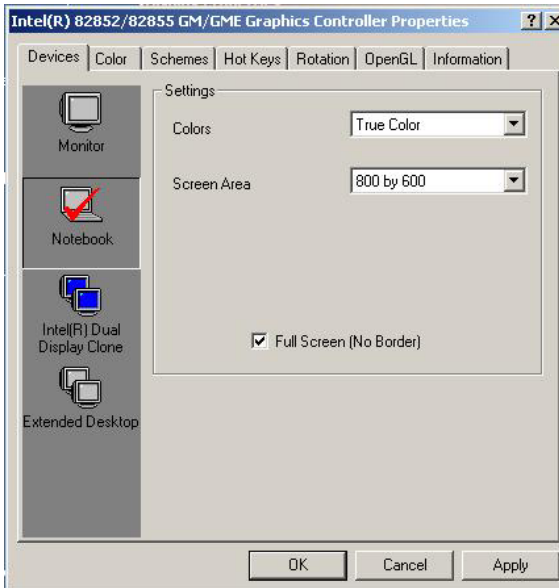 Intel(R) 82852/82855 GM/GME Graphics Controller Properties
Devices
Color
Schemes
Hot Keys
Rotation
OpenGL
Information
Settings
Colors
True Color
Screen Area
800 by 600
Full Screen (No Border)
Monitor
Notebook
Intel(R) Dual
Display Clone
Extended Desktop
OK
Cancel
Apply